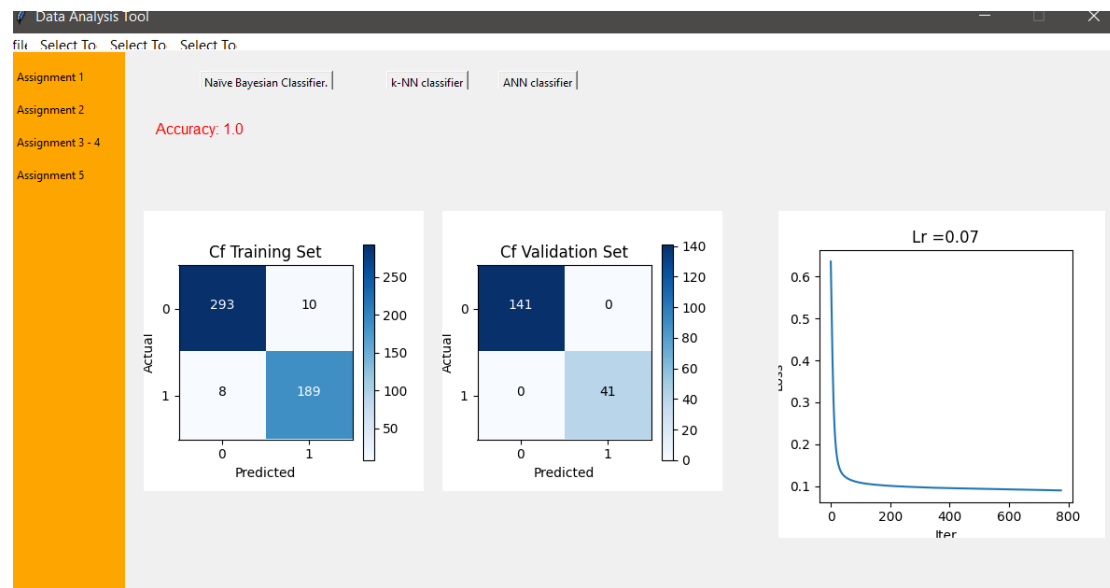 Data Analysis Tool
file Select To Select To Select To
Assignment 1
Assignment 2
Assignment 3 - 4
Assignment 5
Naïve Bayesian Classifier. k-NN classifier ANN classifier
Accuracy: 1.0
Cf Training Set
293 10
8 189
0
1
Actual
0 1
Predicted
250
200
150
100
50
Cf Validation Set
141 0
0 41
0
1
Actual
0 1
Predicted
140
120
100
80
60
40
20
0
Lr =0.07
0.6
0.5
0.4
0.3
0.2
0.1
Loss
0 200 400 600 800
Iter